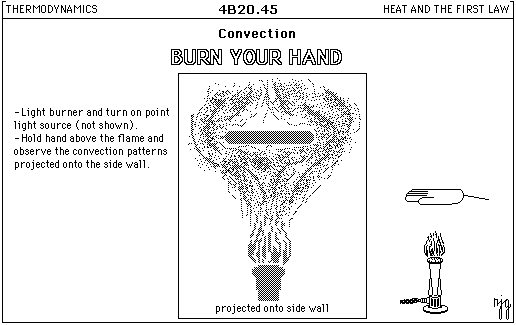 THERMODYNAMICS 4B20.45 HEAT AND THE FIRST LAW
Convection
BURN YOUR HAND
-Light burner and turn on point
light source (not shown).
-Hold hand above the flame and
observe the convection patterns
projected onto the side wall.
projected onto side wall